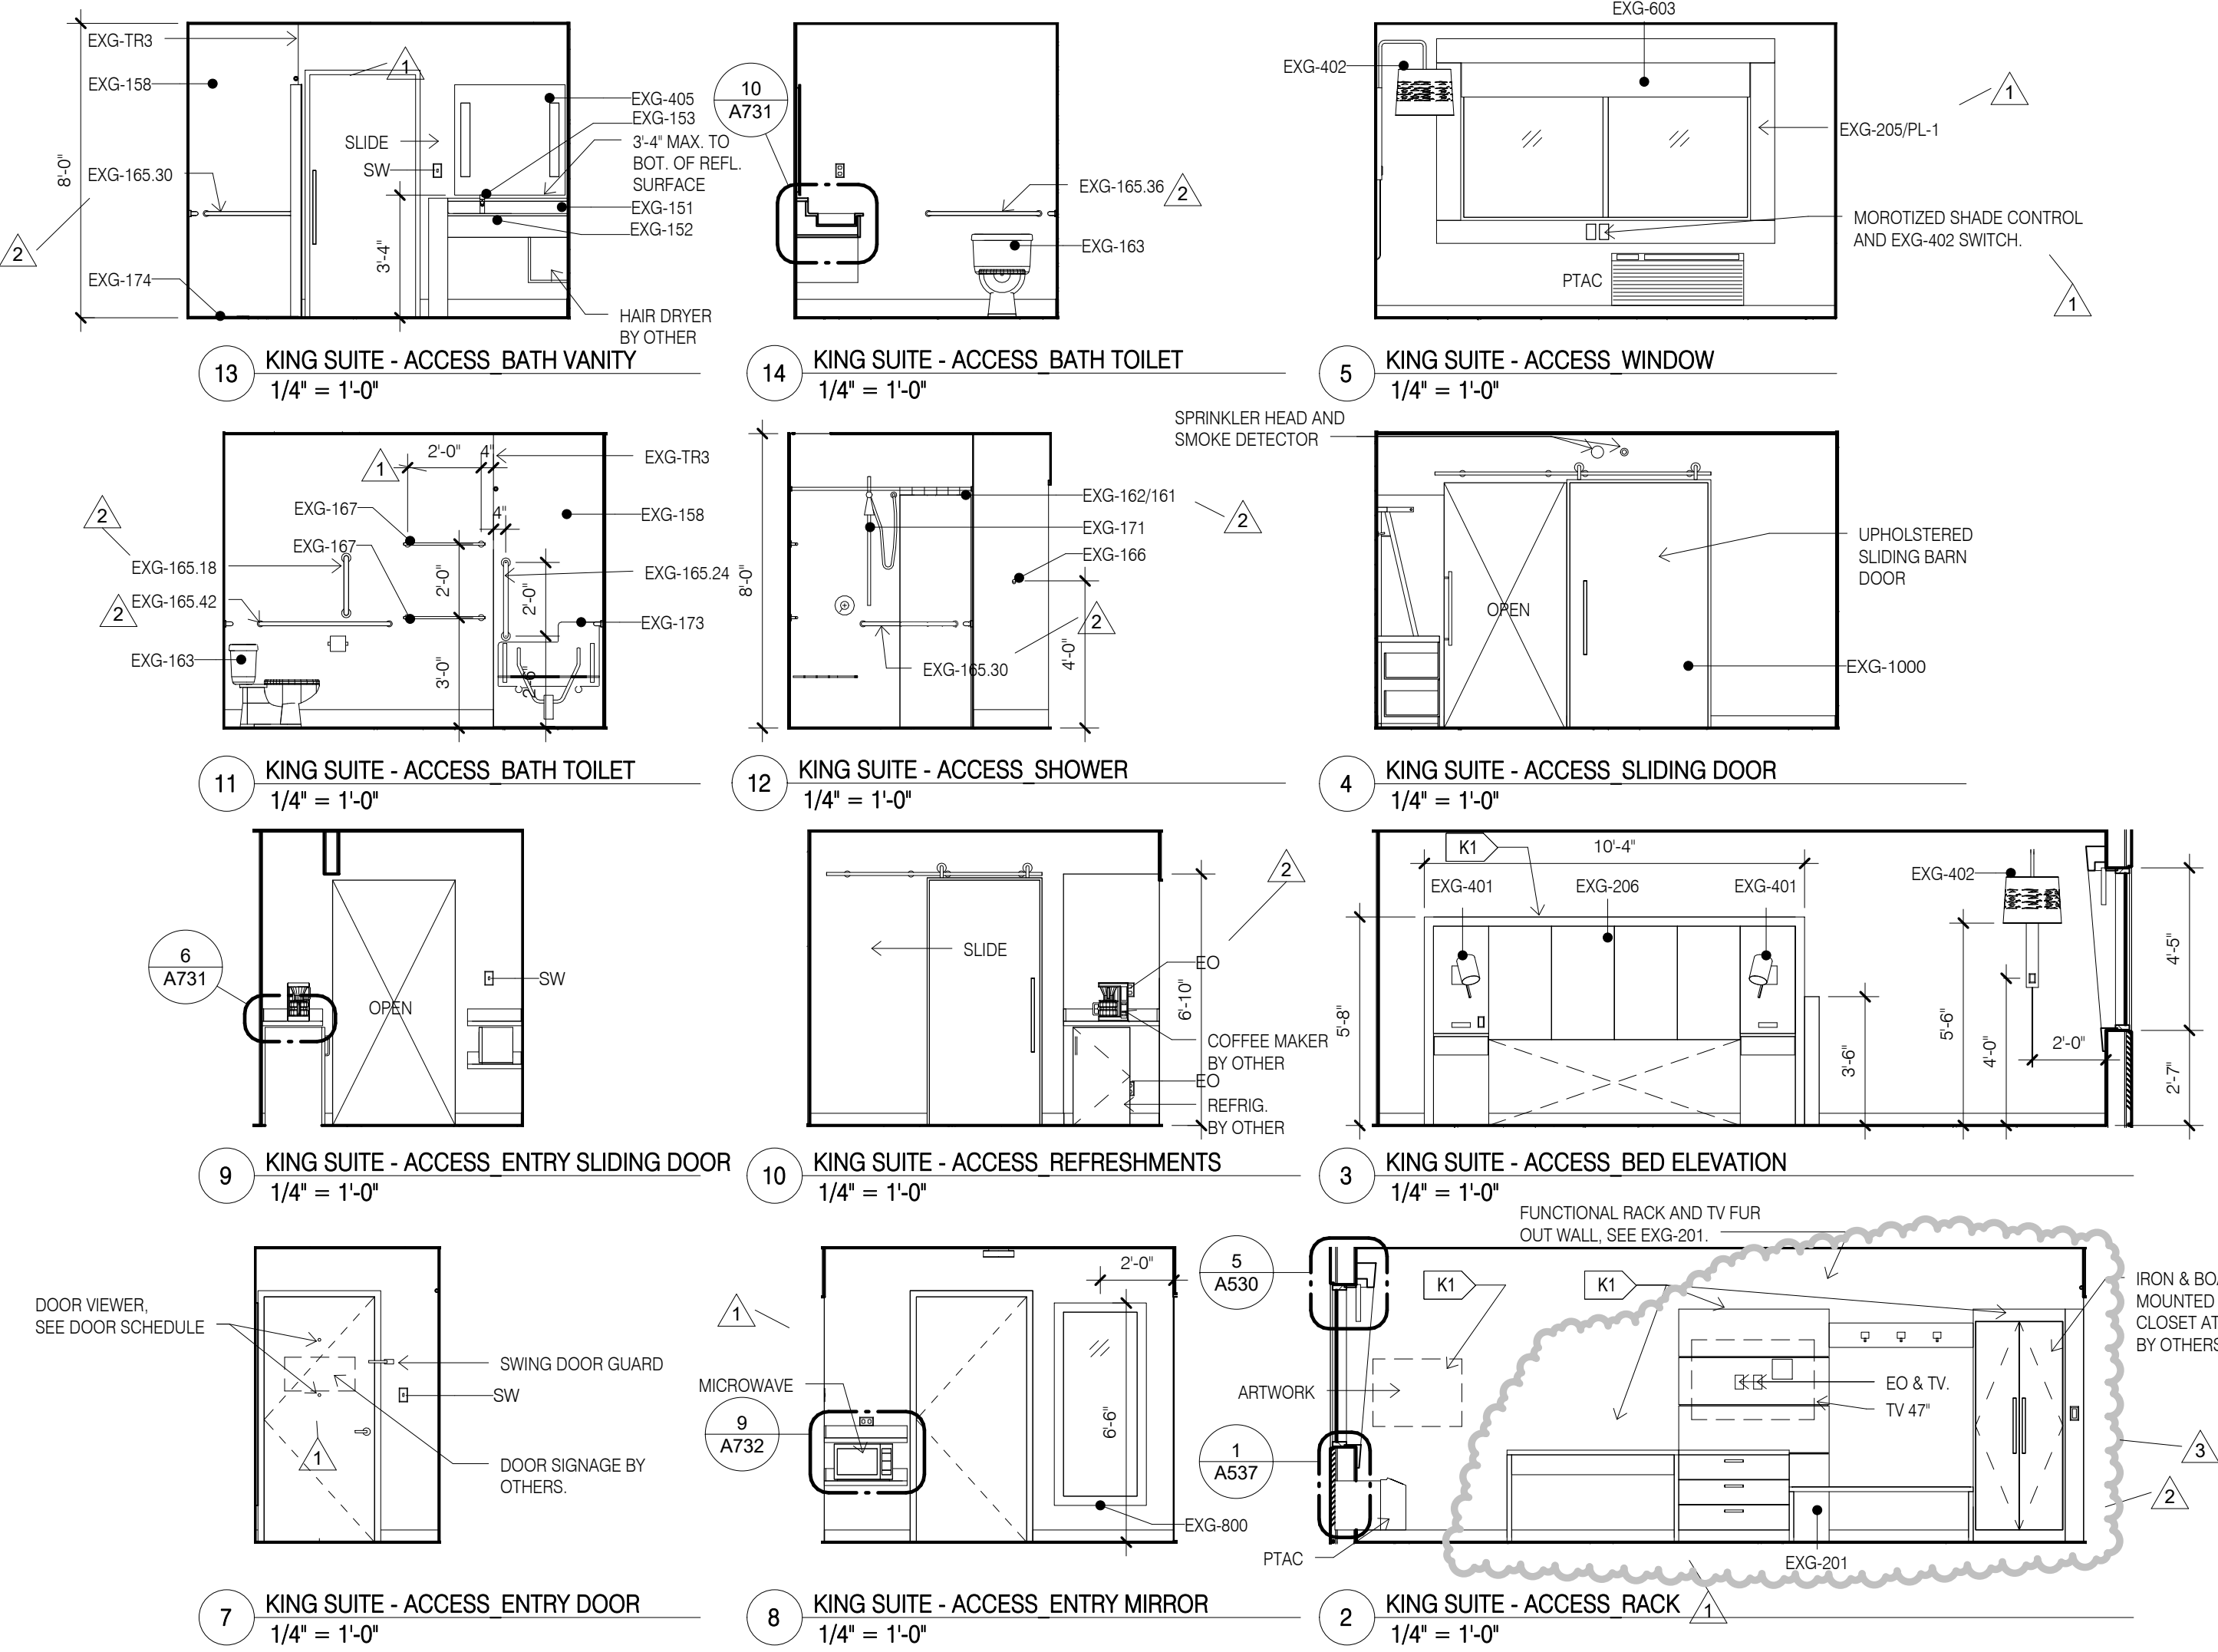 EXG-TR3
EXG-158
8'-0"
EXG-165.30
2
EXG-174
1
SLIDE
SW
3'-4"
EXG-405
EXG-153
3'-4" MAX. TO
BOT. OF REFL.
SURFACE
EXG-151
EXG-152
HAIR DRYER
BY OTHER
13
KING SUITE - ACCESS_BATH VANITY
1/4" = 1'-0"
10
A731
EXG-165.36
2
EXG-163
14
KING SUITE - ACCESS_BATH TOILET
1/4" = 1'-0"
EXG-603
EXG-402
1
EXG-205/PL-1
MOROTIZED SHADE CONTROL
AND EXG-402 SWITCH.
PTAC
1
5
KING SUITE - ACCESS_WINDOW
1/4" = 1'-0"
2'-0"
4"
1
EXG-TR3
EXG-167
4"
EXG-158
2
EXG-167
EXG-165.18
EXG-165.24
2
EXG-165.42
2'-0"
2'-0"
EXG-173
EXG-163
3'-0"
2'-6"
11
KING SUITE - ACCESS_BATH TOILET
1/4" = 1'-0"
8'-0"
EXG-162/161
2
EXG-171
EXG-166
2
EXG-165.30
4'-0"
12
KING SUITE - ACCESS_SHOWER
1/4" = 1'-0"
SPRINKLER HEAD AND
SMOKE DETECTOR
OPEN
UPHOLSTERED
SLIDING BARN
DOOR
EXG-1000
4
KING SUITE - ACCESS_SLIDING DOOR
1/4" = 1'-0"
6
A731
OPEN
SW
9
KING SUITE - ACCESS_ENTRY SLIDING DOOR
1/4" = 1'-0"
SLIDE
2
EO
6'-10"
COFFEE MAKER
BY OTHER
EO
REFRIG.
BY OTHER
10
KING SUITE - ACCESS_REFRESHMENTS
1/4" = 1'-0"
K1
10'-4"
EXG-401
EXG-206
EXG-401
EXG-402
5'-8"
3'-6"
5'-6"
4'-0"
2'-0"
4'-5"
2'-7"
3
KING SUITE - ACCESS_BED ELEVATION
1/4" = 1'-0"
DOOR VIEWER,
SEE DOOR SCHEDULE
SWING DOOR GUARD
SW
1
DOOR SIGNAGE BY
OTHERS.
7
KING SUITE - ACCESS_ENTRY DOOR
1/4" = 1'-0"
2'-0"
1
MICROWAVE
9
A732
6'-6"
EXG-800
8
KING SUITE - ACCESS_ENTRY MIRROR
1/4" = 1'-0"
FUNCTIONAL RACK AND TV FUR
OUT WALL, SEE EXG-201.
5
A530
K1
K1
IRON & BOA
MOUNTED
CLOSET AT
BY OTHERS
ARTWORK
EO & TV.
TV 47"
1
A537
3
2
PTAC
EXG-201
2
KING SUITE - ACCESS_RACK
1
1/4" = 1'-0"